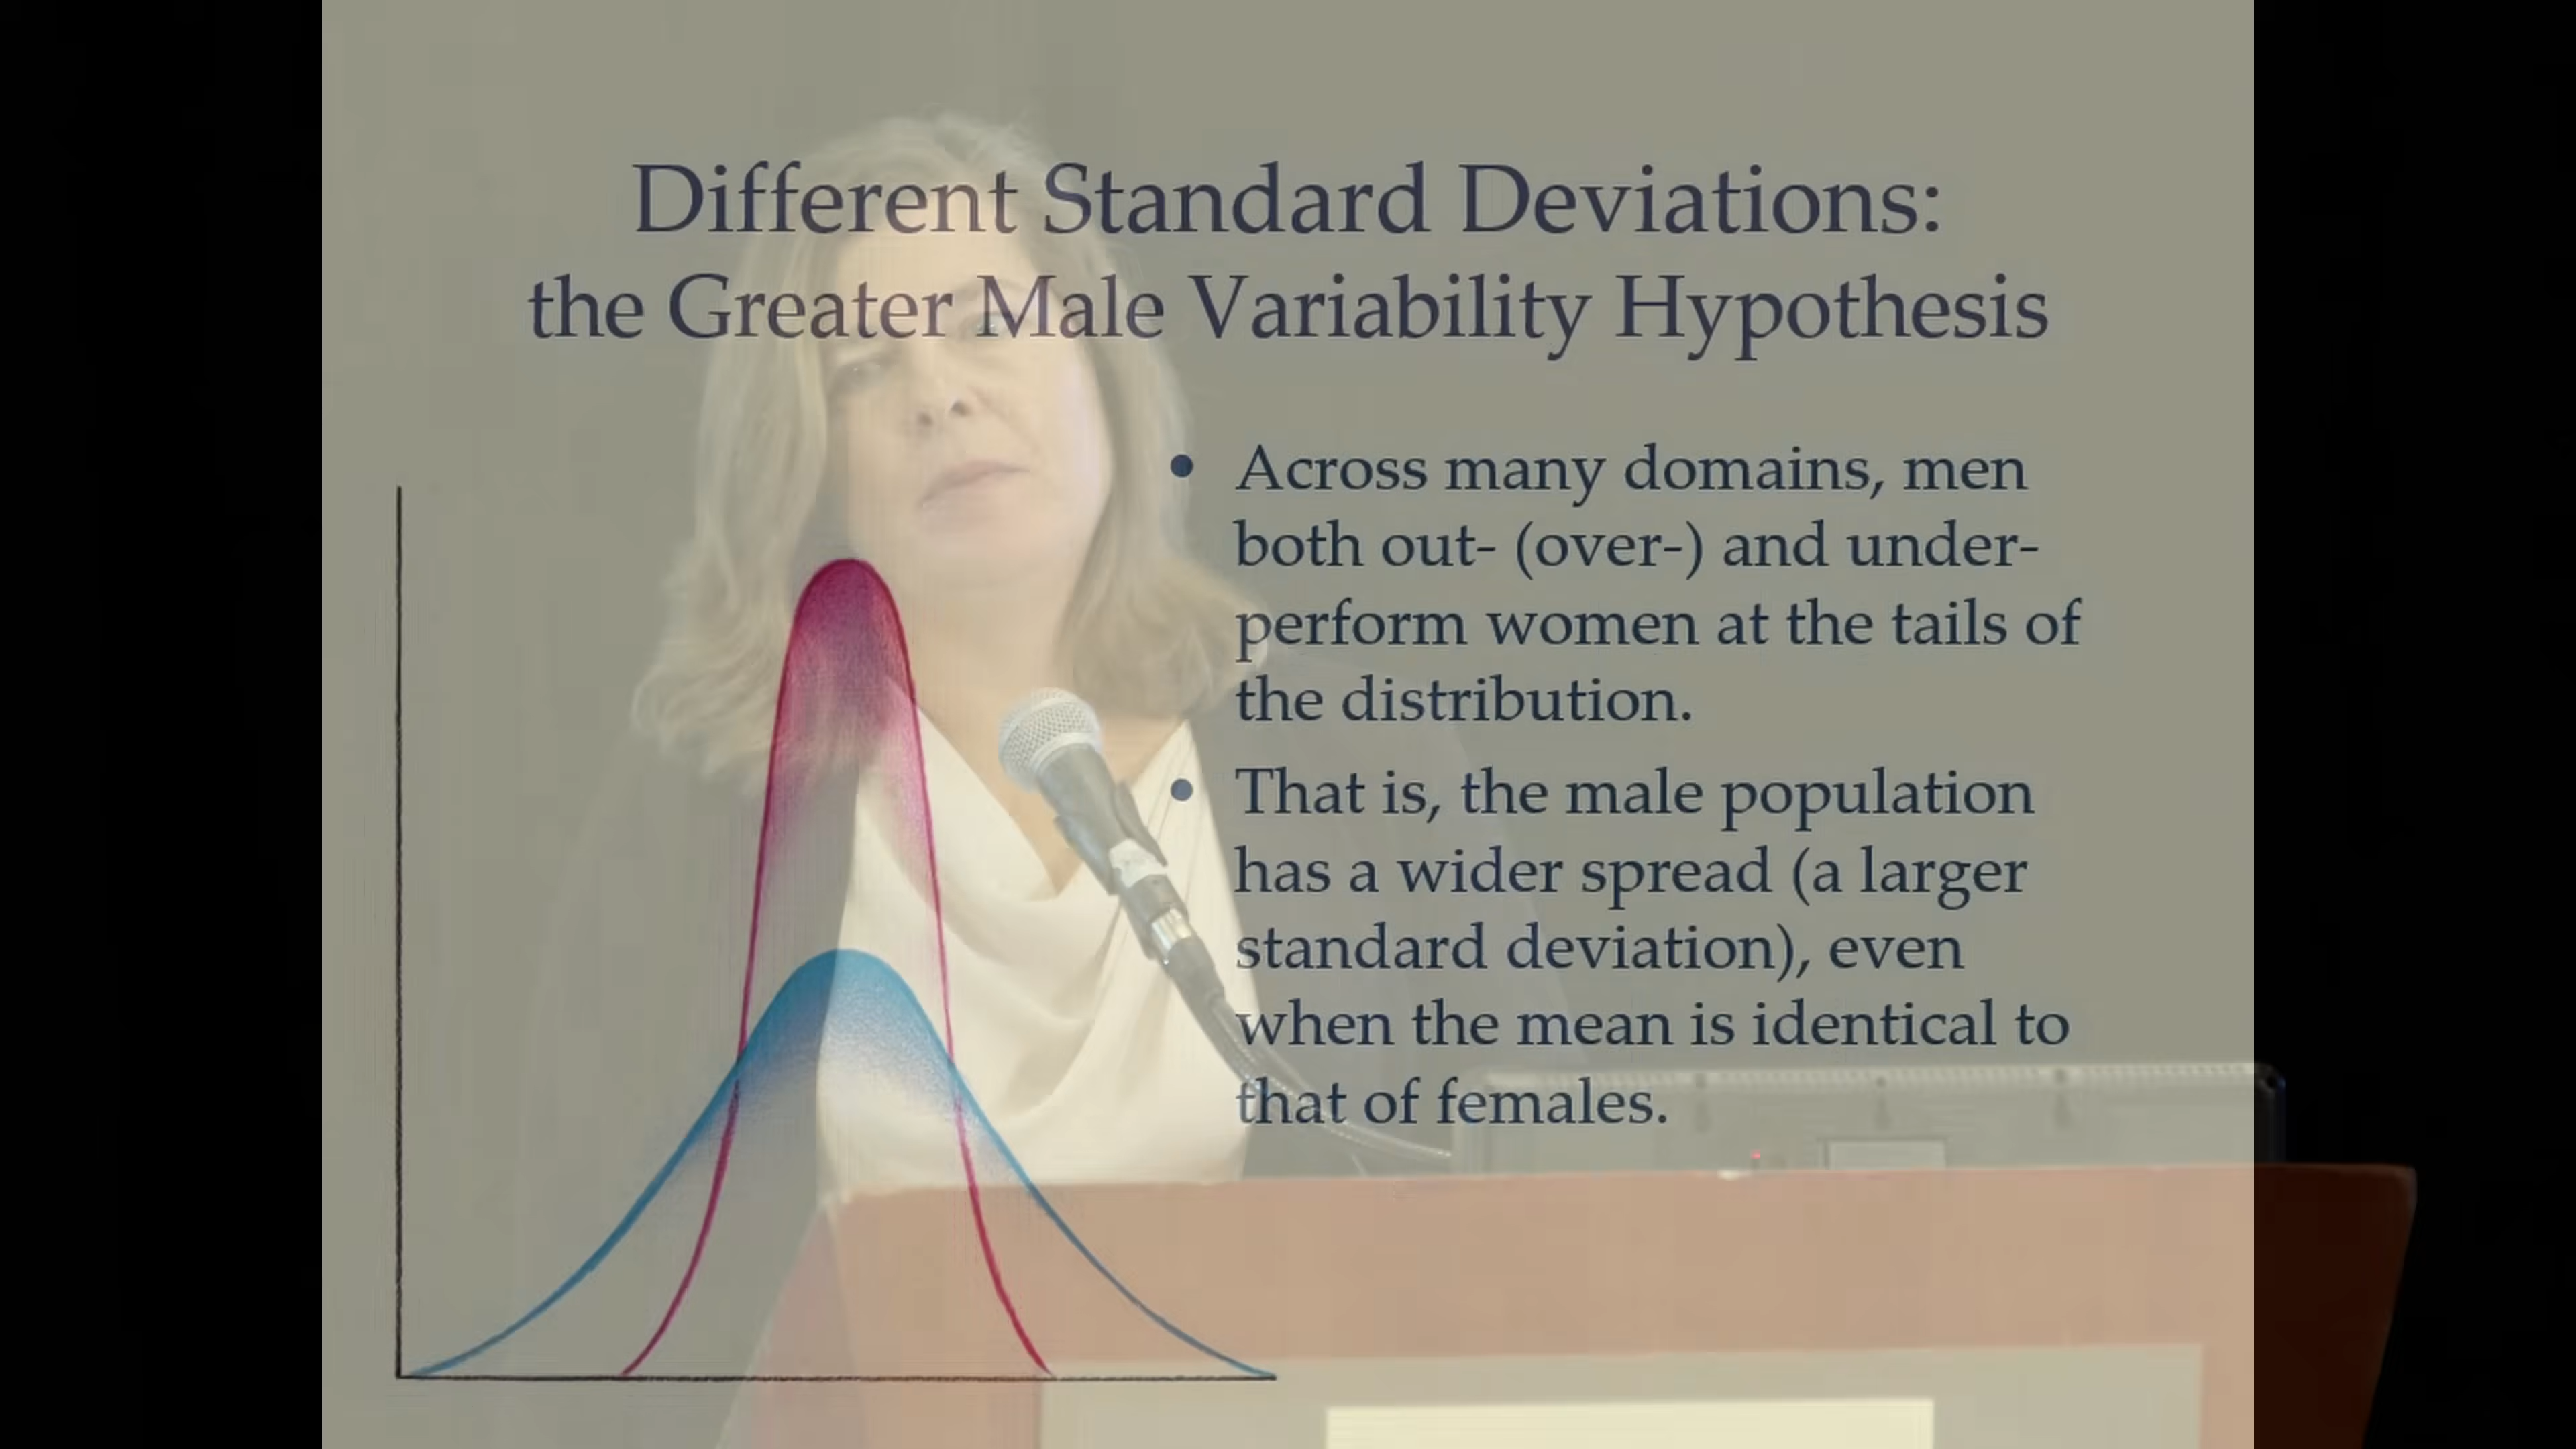 Different Standard Deviations:
the Greater Male Variability Hypothesis
• Across many domains, men
both out- (over-) and under-
perform women at the tails of
the distribution.
• That is, the male population
has a wider spread (a larger
standard deviation), even
when the mean is identical to
that of females.